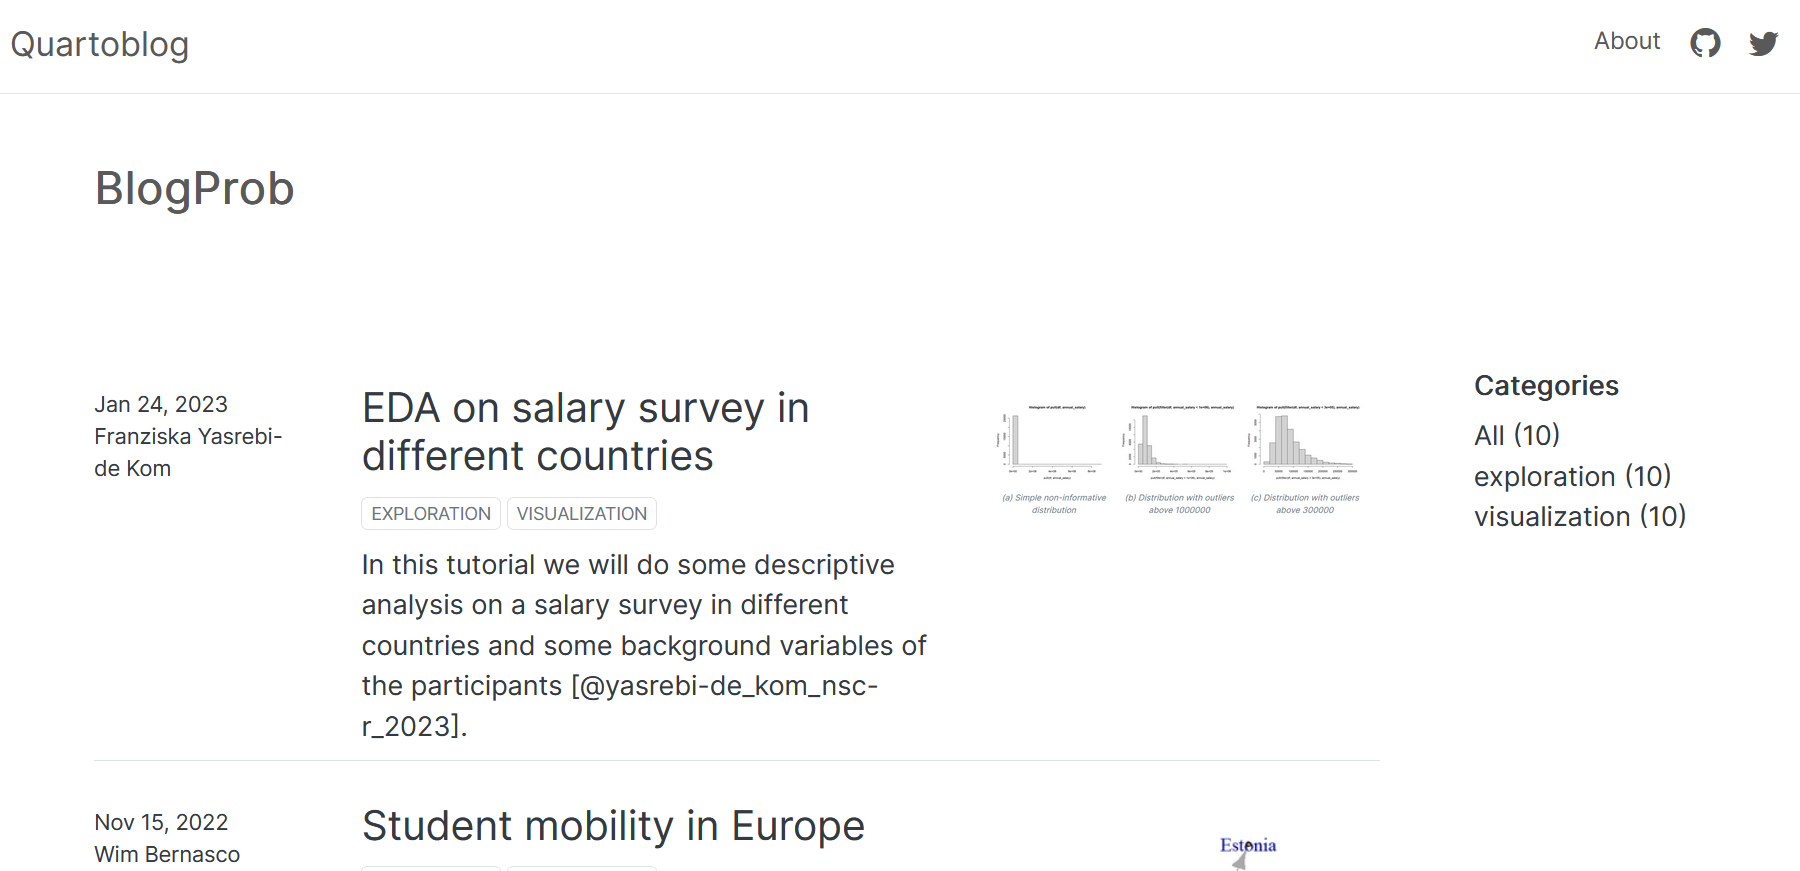 Quartoblog
About
BlogProb
Jan 24, 2023
Franziska Yasrebi-
de Kom
EDA on salary survey in
different countries
EXPLORATION VISUALIZATION
In this tutorial we will do some descriptive
analysis on a salary survey in different
countries and some background variables of
the participants [@yasrebi-de_kom_nsc-
r_2023].
(a) Simple non-informative
distribution
(b) Distribution with outliers
above 1000000
(c) Distribution with outliers
above 300000
Categories
All (10)
exploration (10)
visualization (10)
Nov 15, 2022
Wim Bernasco
Student mobility in Europe
Estonia